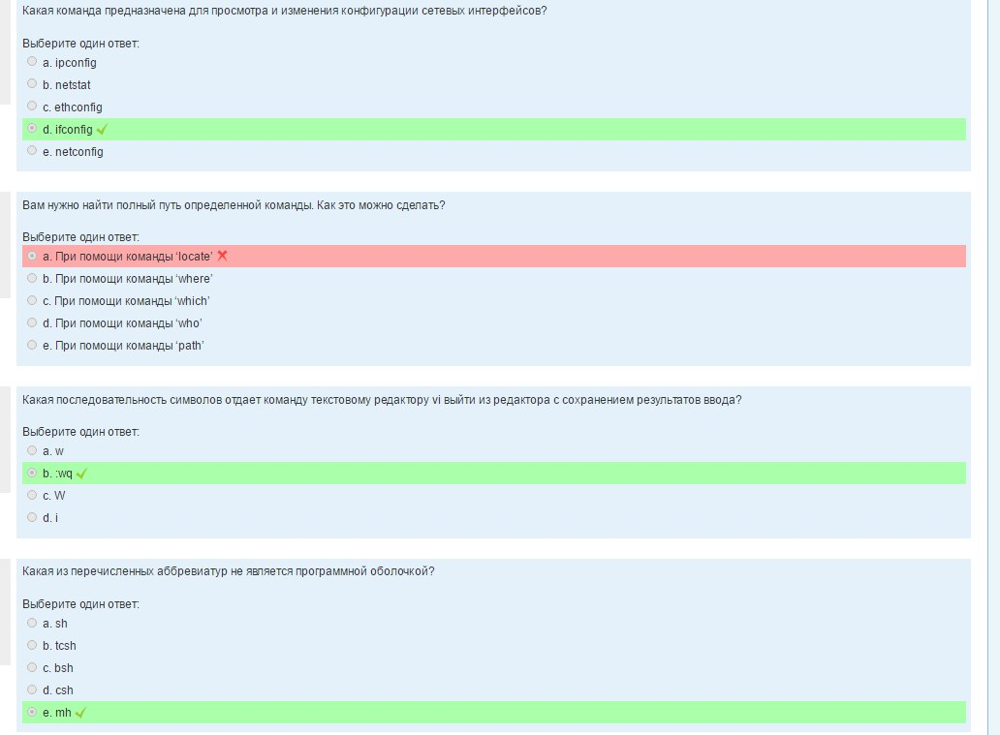 Какая команда предназначена для просмотра и изменения конфигурации сетевых интерфейсов?
Выберите один ответ:
a. ipconfig
b. netstat
c. ethconfig
d. ifconfig
e. netconfig
Вам нужно найти полный путь определенной команды. Как это можно сделать?
Выберите один ответ:
a. При помощи команды ‘locate’
b. При помощи команды ‘where’
c. При помощи команды ‘which’
d. При помощи команды ‘who’
e. При помощи команды ‘path’
Какая последовательность символов отдает команду текстовому редактору vi выйти из редактора с сохранением результатов ввода?
Выберите один ответ:
a. w
b. :wq
c. W
d. i
Какая из перечисленных аббревиатур не является программной оболочкой?
Выберите один ответ:
a. sh
b. tcsh
c. bsh
d. csh
e. mh